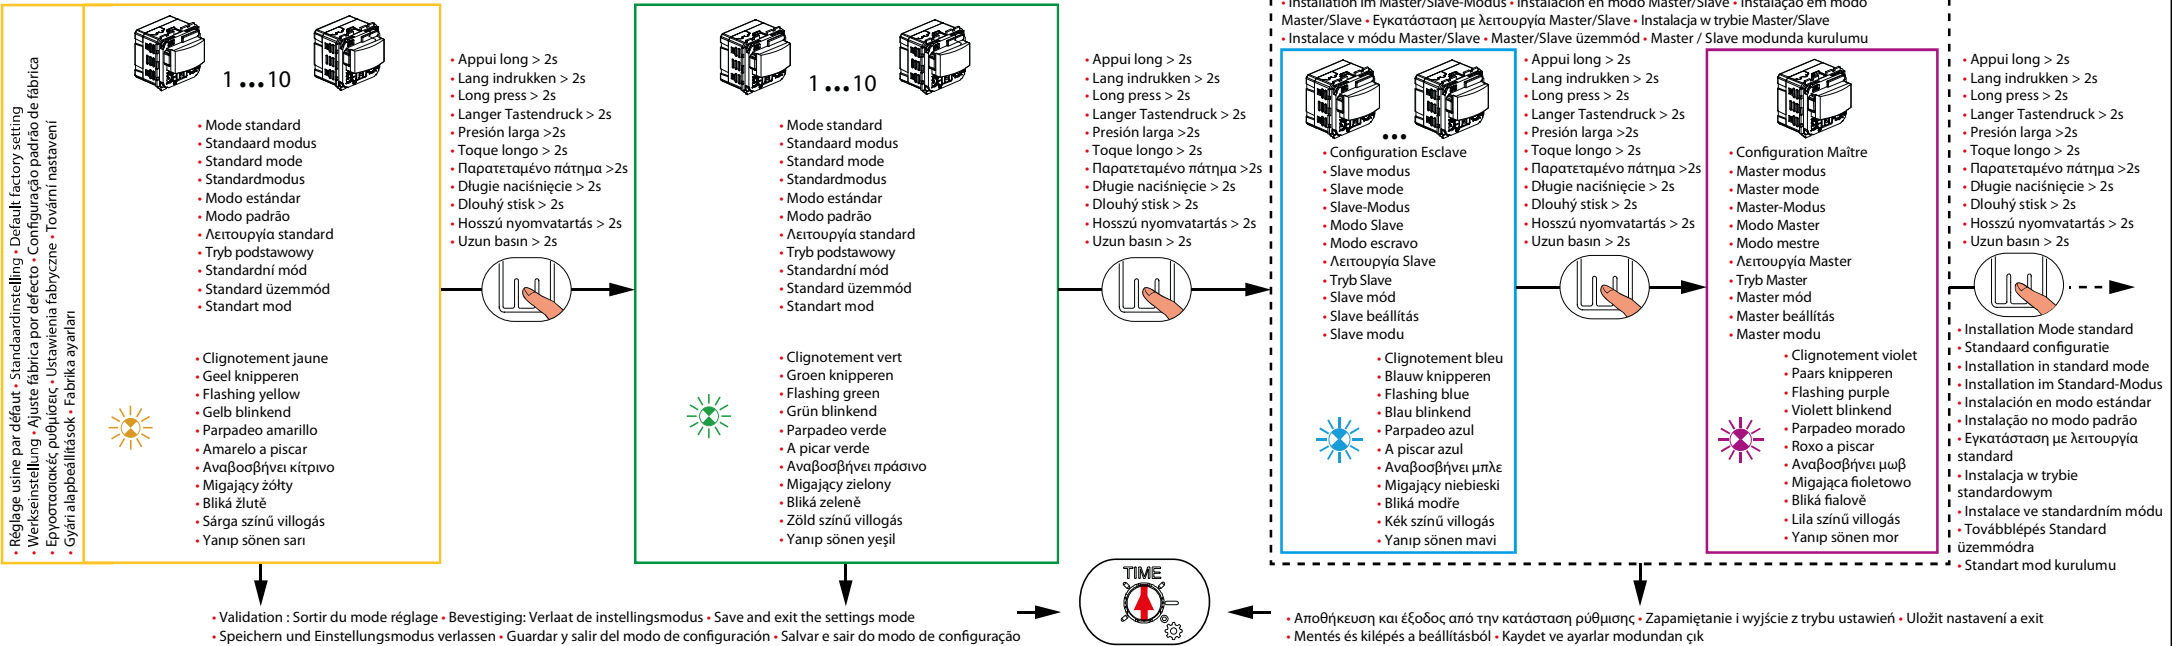 • Réglage usine par défaut • Standaardinstelling • Default factory setting
• Werkseinstellung • Ajuste fábrica por defecto • Configuração padrão de fábrica
• Εργοστασιακές ρυθμίσεις • Ustawienia fabryczne • Tovární nastavení
• Gyári alapbeállítások • Fabrika ayarları
1 ... 10
• Mode standard
• Standaard modus
• Standard mode
• Standardmodus
• Modo estándar
• Modo padrão
• Λειτουργία standard
• Tryb podstawowy
• Standardní mód
• Standard üzemmód
• Standart mod
• Clignotement jaune
• Geel knipperen
• Flashing yellow
• Gelb blinkend
• Parpadeo amarillo
• Amarelo a piscar
• Αναβοσβήνει κίτρινο
• Migający żółty
• Bliká žlutě
• Sárga színű villogás
• Yanıp sönen sarı
• Appui long > 2s
• Lang indrukken > 2s
• Long press > 2s
• Langer Tastendruck > 2s
• Presión larga >2s
• Toque longo > 2s
• Παρατεταμένο πάτημα >2s
• Długie naciśnięcie > 2s
• Dlouhý stisk > 2s
• Hosszú nyomvatartás > 2s
• Uzun basın > 2s
1 ... 10
• Mode standard
• Standaard modus
• Standard mode
• Standardmodus
• Modo estándar
• Modo padrão
• Λειτουργία standard
• Tryb podstawowy
• Standardní mód
• Standard üzemmód
• Standart mod
• Clignotement vert
• Groen knipperen
• Flashing green
• Grün blinkend
• Parpadeo verde
• A picar verde
• Αναβοσβήνει πράσινο
• Migający zielony
• Bliká zeleně
• Zöld színű villogás
• Yanıp sönen yeşil
• Appui long > 2s
• Lang indrukken > 2s
• Long press > 2s
• Langer Tastendruck > 2s
• Presión larga >2s
• Toque longo > 2s
• Παρατεταμένο πάτημα >2s
• Długie naciśnięcie > 2s
• Dlouhý stisk > 2s
• Hosszú nyomvatartás > 2s
• Uzun basın > 2s
• Installation im Master/Slave-Modus • Instalación en modo Master/Slave • Instalação em modo
Master/Slave • Εγκατάσταση με λειτουργία Master/Slave • Instalacja w trybie Master/Slave
• Instalace v módu Master/Slave • Master/Slave üzemmód • Master / Slave modunda kurulumu
...
• Configuration Esclave
• Slave modus
• Slave mode
• Slave-Modus
• Modo Slave
• Modo escravo
• Λειτουργία Slave
• Tryb Slave
• Slave mód
• Slave beállítás
• Slave modu
• Clignotement bleu
• Blauw knipperen
• Flashing blue
• Blau blinkend
• Parpadeo azul
• A piscar azul
• Αναβοσβήνει μπλε
• Migający niebieski
• Bliká modře
• Kék színű villogás
• Yanıp sönen mavi
• Appui long > 2s
• Lang indrukken > 2s
• Long press > 2s
• Langer Tastendruck > 2s
• Presión larga >2s
• Toque longo > 2s
• Παρατεταμένο πάτημα >2s
• Długie naciśnięcie > 2s
• Dlouhý stisk > 2s
• Hosszú nyomvatartás > 2s
• Uzun basın > 2s
• Configuration Maître
• Master modus
• Master mode
• Master-Modus
• Modo Master
• Modo mestre
• Λειτουργία Master
• Tryb Master
• Master mód
• Master beállítás
• Master modu
• Clignotement violet
• Paars knipperen
• Flashing purple
• Violett blinkend
• Parpadeo morado
• Roxo a piscar
• Αναβοσβήνει μωβ
• Migająca fioletowo
• Bliká fialově
• Lila színű villogás
• Yanıp sönen mor
• Appui long > 2s
• Lang indrukken > 2s
• Long press > 2s
• Langer Tastendruck > 2s
• Presión larga >2s
• Toque longo > 2s
• Παρατεταμένο πάτημα >2s
• Długie naciśnięcie > 2s
• Dlouhý stisk > 2s
• Hosszú nyomvatartás > 2s
• Uzun basın > 2s
• Installation Mode standard
• Standaard configuratie
• Installation in standard mode
• Installation im Standard-Modus
• Instalación en modo estándar
• Instalação no modo padrão
• Εγκατάσταση με λειτουργία
standard
• Instalacja w trybie
standardowym
• Instalace ve standardním módu
• Továbblépés Standard
üzemmódra
• Standart mod kurulumu
• Validation : Sortir du mode réglage • Bevestiging: Verlaat de instellingsmodus • Save and exit the settings mode
• Speichern und Einstellungsmodus verlassen • Guardar y salir del modo de configuración • Salvar e sair do modo de configuração
TIME
• Αποθήκευση και έξοδος από την κατάσταση ρύθμισης • Zapamiętanie i wyjście z trybu ustawień • Uložit nastavení a exit
• Mentés és kilépés a beállításból • Kaydet ve ayarlar modundan çık